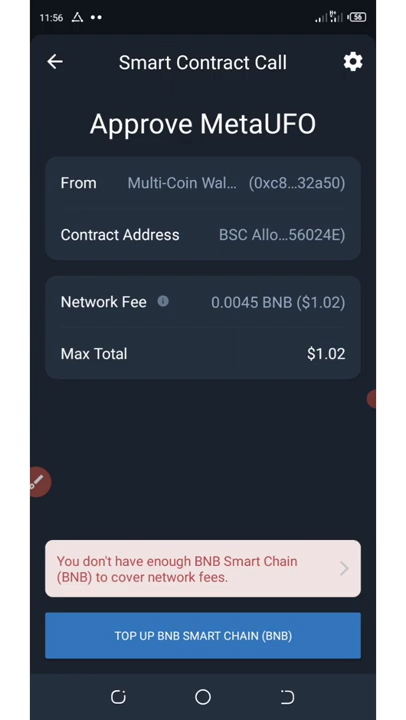 11:56
56
Smart Contract Call
Approve MetaUFO
From Multi-Coin Wal... (0xc8...32a50)
Contract Address BSC Allo...56024E)
Network Fee 0.0045 BNB ($1.02)
Max Total $1.02
You don't have enough BNB Smart Chain
(BNB) to cover network fees.
TOP UP BNB SMART CHAIN (BNB)